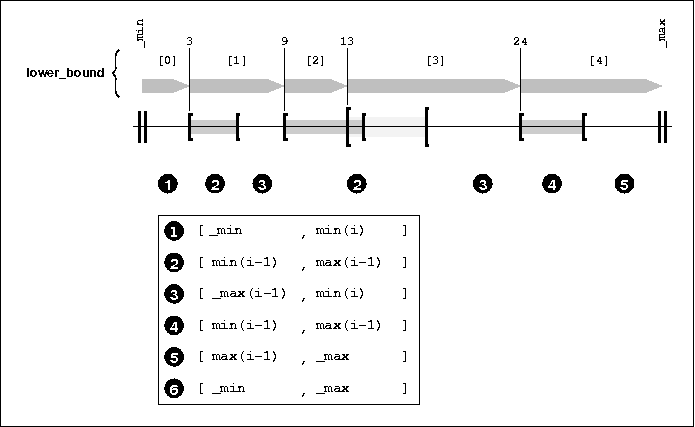 _min _max
3 9 13 24
[0] [1] [2] [3] [4]
lower_bound
1 2 3 2 3 4 5
1 [ _min , min(i) ]
2 [ min(i-1) , max(i-1) ]
3 [ _max(i-1) , min(i) ]
4 [ min(i-1) , max(i-1) ]
5 [ max(i-1) , _max ]
6 [ _min , _max ]